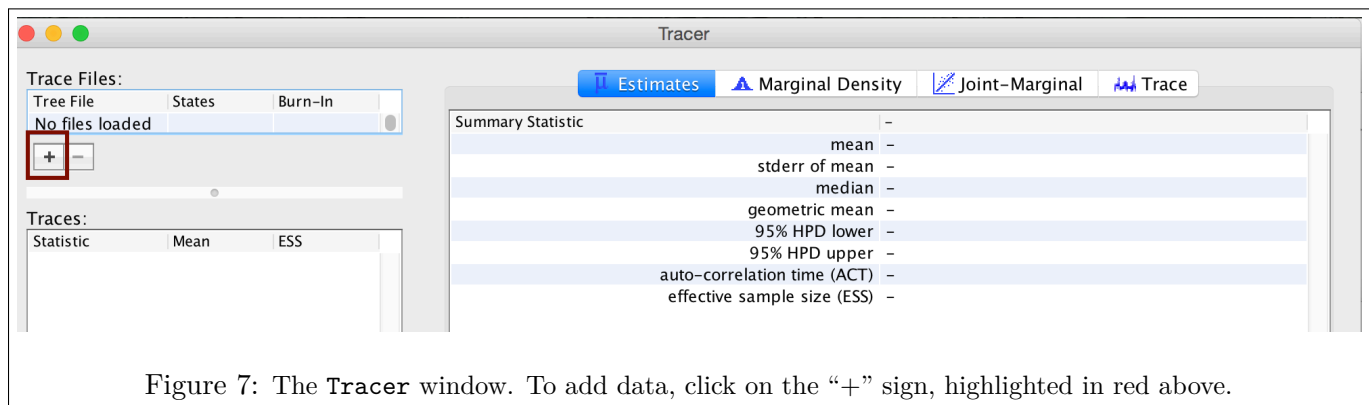 Tracer
Trace Files:
Tree File States Burn-In
No files loaded
+ −
Traces:
Statistic Mean ESS
μ Estimates Marginal Density Joint-Marginal Trace
Summary Statistic –
mean –
stderr of mean –
median –
geometric mean –
95% HPD lower –
95% HPD upper –
auto-correlation time (ACT) –
effective sample size (ESS) –
Figure 7: The Tracer window. To add data, click on the “+” sign, highlighted in red above.